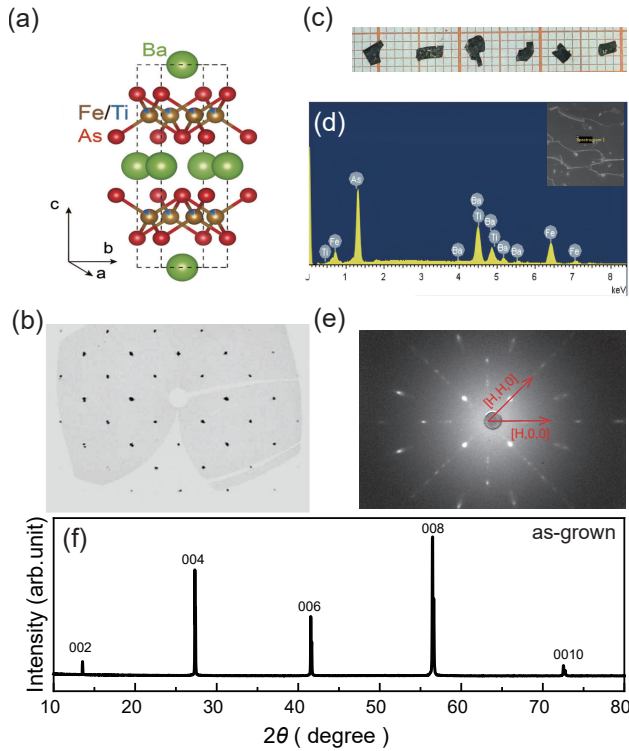 (a)
Ba
Fe/Ti
As
c
b
a
(b)
(c)
(d)
Spectrogram 1
As
Ba
Ti
Ba
Ti
Fe
Ti
Fe
Ba
Ba
Ba
Fe
1 2 3 4 5 6 7 8
keV
(e)
[H,H,0]
[H,0,0]
(f)
as-grown
002
004
006
008
0010
Intensity (arb.unit)
10 20 30 40 50 60 70 80
2θ ( degree )